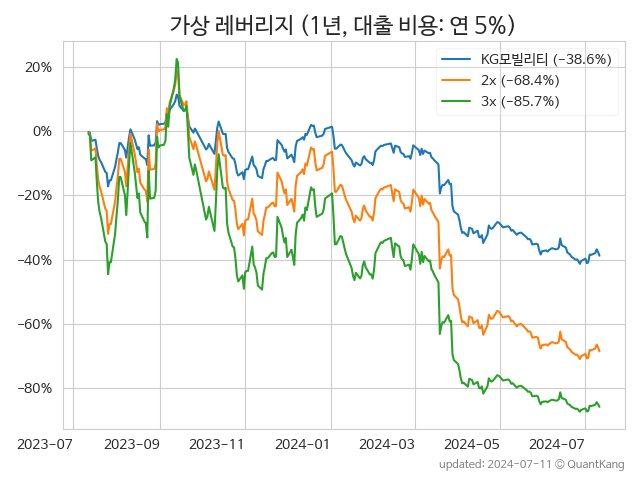 가상 레버리지 (1년, 대출 비용: 연 5%)
KG모빌리티 (−38.6%)
2x (−68.4%)
3x (−85.7%)
20%
0%
−20%
−40%
−60%
−80%
2023-07
2023-09
2023-11
2024-01
2024-03
2024-05
2024-07
updated: 2024-07-11 © QuantKang